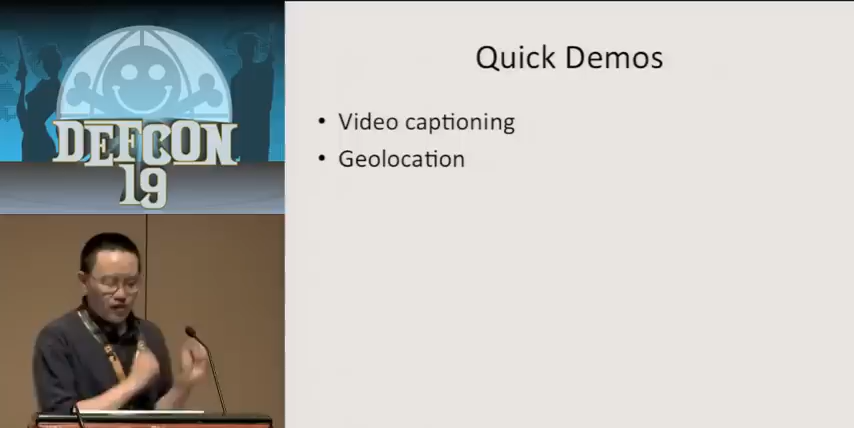 DEFCON
19
Quick Demos
• Video captioning
• Geolocation